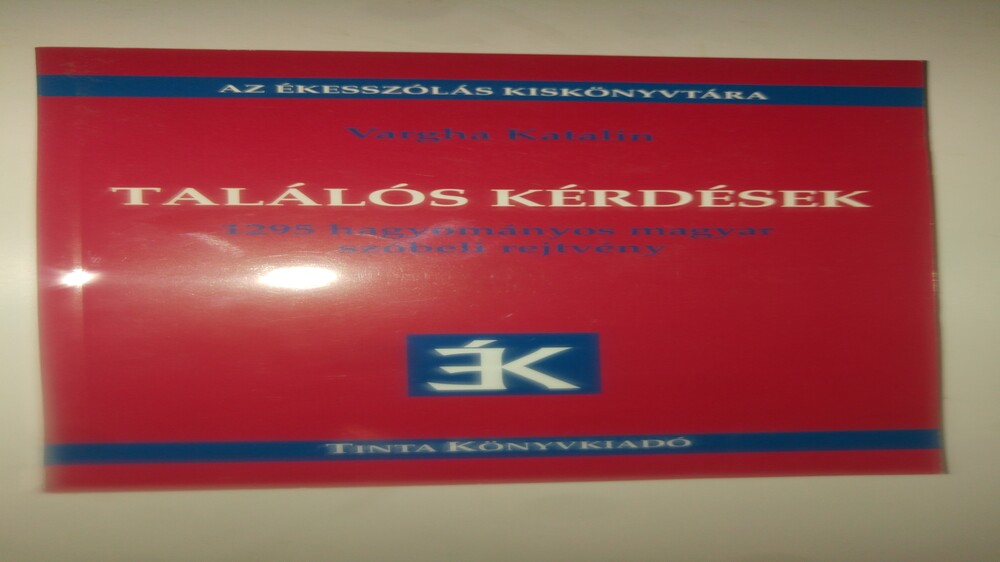 AZ ÉKESSZÓLÁS KISKÖNYVTÁRA
Vargha Katalin
TALÁLÓS KÉRDÉSEK
1295 hagyományos magyar
szóbeli rejtvény
ÉK
TINTA KÖNYVKIADÓ